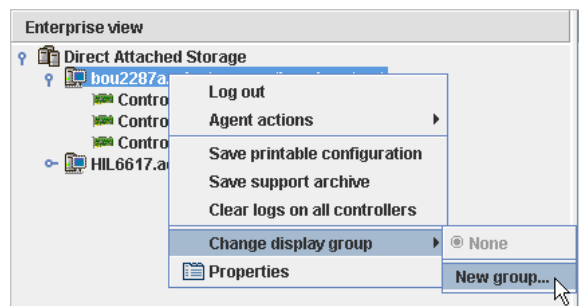 Enterprise view
Direct Attached Storage
bou2287a.
Log out
Contro
Agent actions
Contro
Contro
Save printable configuration
HIL6617.a
Save support archive
Clear logs on all controllers
Change display group
None
Properties
New group...